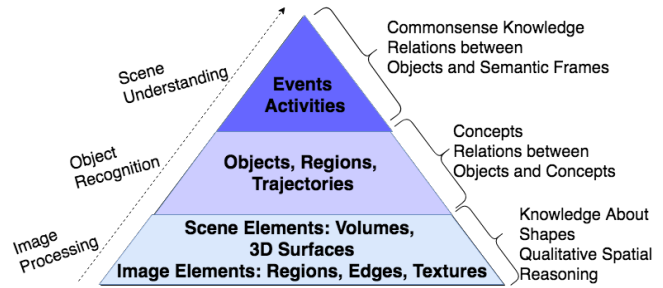 Scene
Understanding
Object
Recognition
Image
Processing
Events
Activities
Objects, Regions,
Trajectories
Scene Elements: Volumes,
3D Surfaces
Image Elements: Regions, Edges, Textures
Commonsense Knowledge
Relations between
Objects and Semantic Frames
Concepts
Relations between
Objects and Concepts
Knowledge About
Shapes
Qualitative Spatial
Reasoning